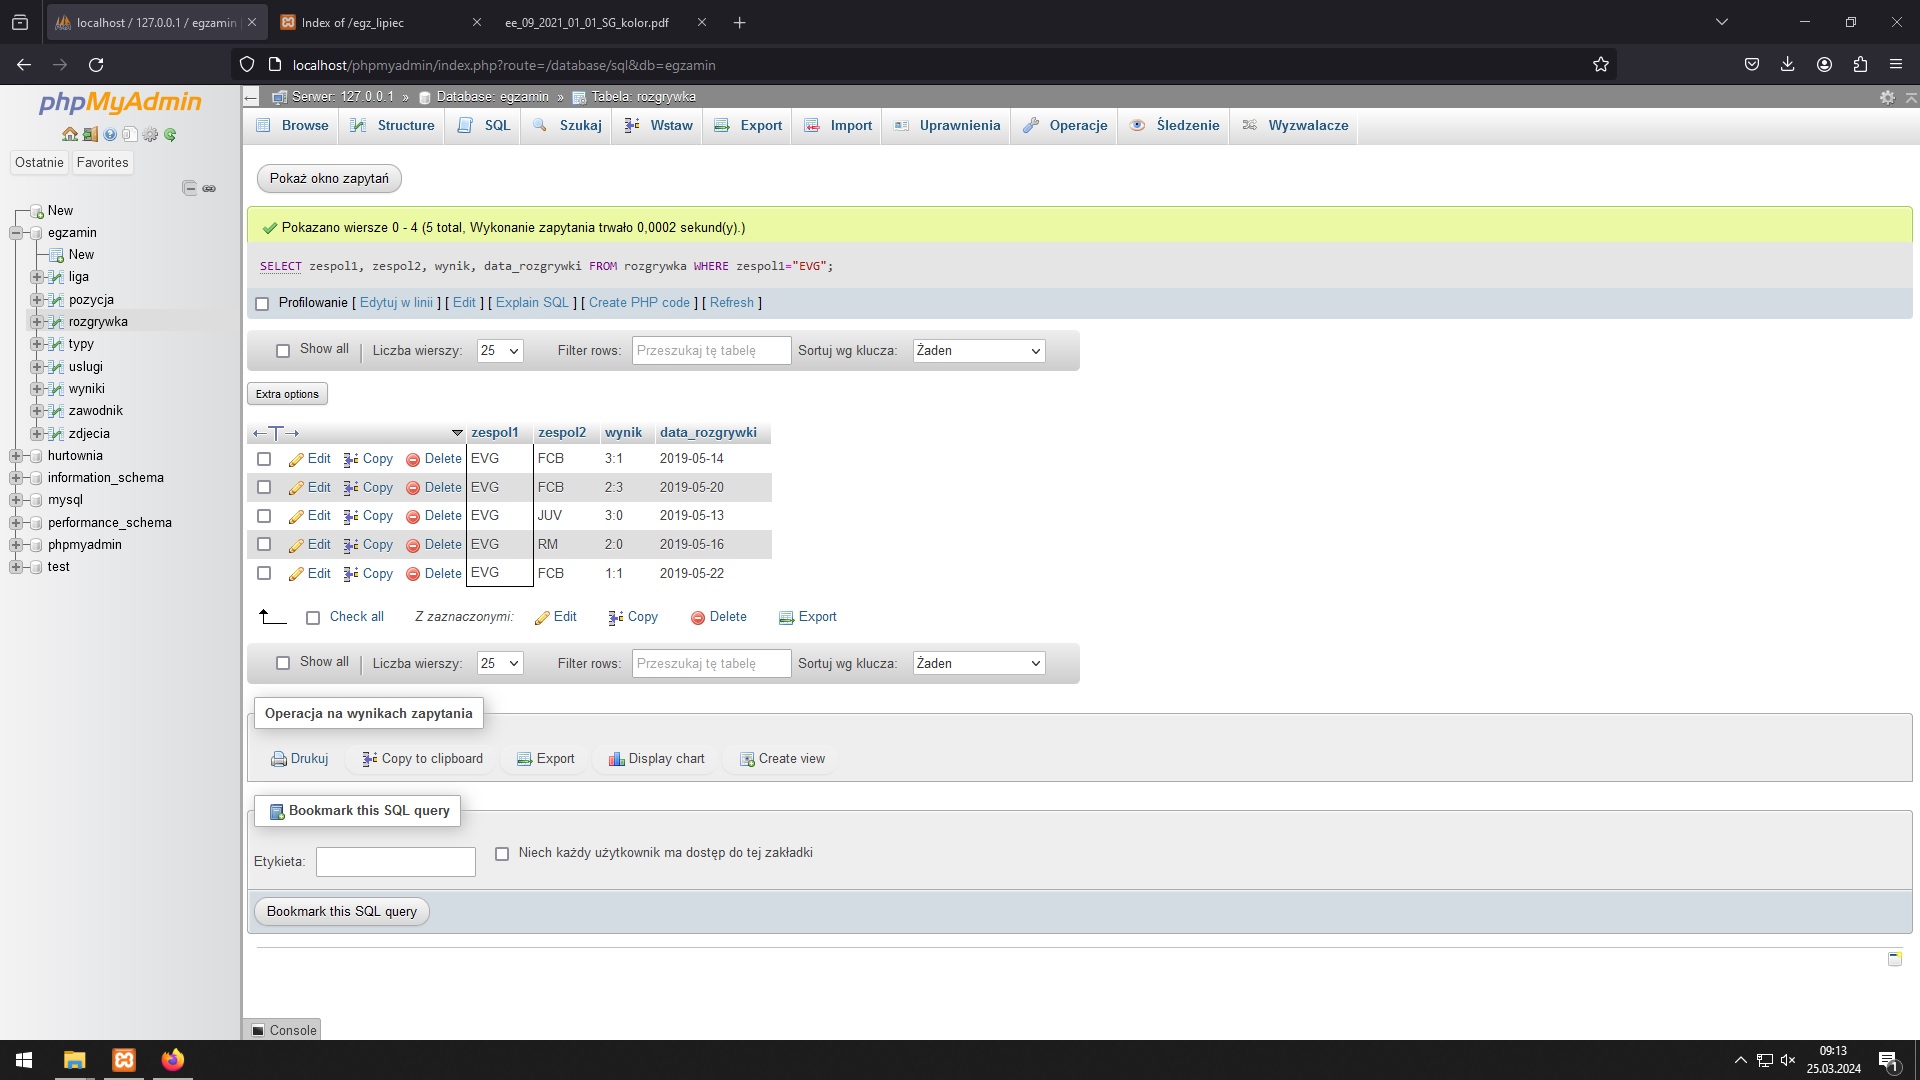 localhost / 127.0.0.1 / egzamin
Index of /egz_lipiec
ee_09_2021_01_01_SG_kolor.pdf
localhost/phpmyadmin/index.php?route=/database/sql&db=egzamin
phpMyAdmin
Ostatnie Favorites
New
egzamin
New
liga
pozycja
rozgrywka
typy
uslugi
wyniki
zawodnik
zdjecia
hurtownia
information_schema
mysql
performance_schema
phpmyadmin
test
Serwer: 127.0.0.1 » Database: egzamin » Tabela: rozgrywka
Browse Structure SQL Szukaj Wstaw Export Import Uprawnienia Operacje Śledzenie Wyzwalacze
Pokaż okno zapytań
Pokazano wiersze 0 - 4 (5 total, Wykonanie zapytania trwało 0,0002 sekund(y).)
SELECT zespol1, zespol2, wynik, data_rozgrywki FROM rozgrywka WHERE zespol1="EVG";
Profilowanie [ Edytuj w linii ] [ Edit ] [ Explain SQL ] [ Create PHP code ] [ Refresh ]
Show all | Liczba wierszy: 25 Filter rows: Przeszukaj tę tabelę Sortuj wg klucza: Żaden
Extra options
←T→ zespol1 zespol2 wynik data_rozgrywki
Edit Copy Delete EVG FCB 3:1 2019-05-14
Edit Copy Delete EVG FCB 2:3 2019-05-20
Edit Copy Delete EVG JUV 3:0 2019-05-13
Edit Copy Delete EVG RM 2:0 2019-05-16
Edit Copy Delete EVG FCB 1:1 2019-05-22
Check all Z zaznaczonymi: Edit Copy Delete Export
Show all | Liczba wierszy: 25 Filter rows: Przeszukaj tę tabelę Sortuj wg klucza: Żaden
Operacja na wynikach zapytania
Drukuj Copy to clipboard Export Display chart Create view
Bookmark this SQL query
Etykieta: Niech każdy użytkownik ma dostęp do tej zakładki
Bookmark this SQL query
Console
09:13
25.03.2024
1